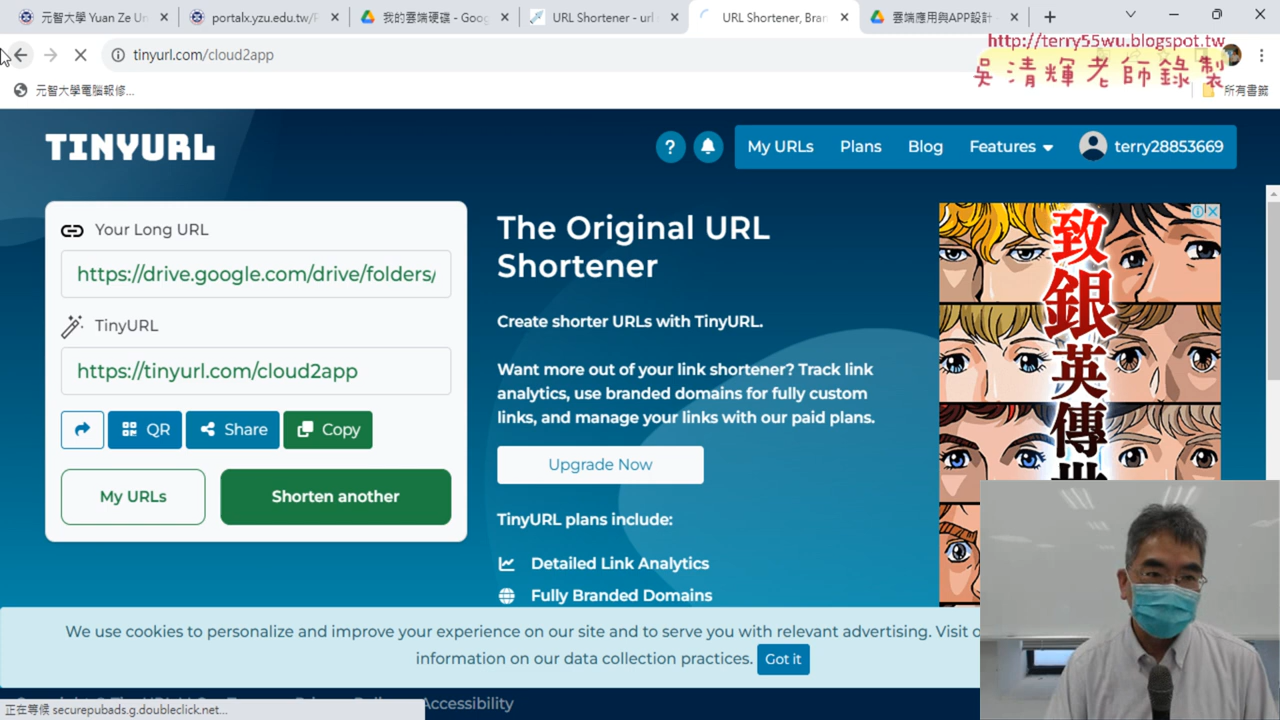 元智大學 Yuan Ze Un
portalx.yzu.edu.tw/P
我的雲端硬碟 - Goog
URL Shortener - url
URL Shortener, Bran
雲端應用與APP設計
tinyurl.com/cloud2app
http://terry55wu.blogspot.tw
吳清輝老師錄製
元智大學電腦報修...
所有書籤
TINYURL
?
My URLs
Plans
Blog
Features
terry28853669
Your Long URL
https://drive.google.com/drive/folders/
TinyURL
https://tinyurl.com/cloud2app
QR
Share
Copy
My URLs
Shorten another
The Original URL
Shortener
Create shorter URLs with TinyURL.
Want more out of your link shortener? Track link
analytics, use branded domains for fully custom
links, and manage your links with our paid plans.
Upgrade Now
TinyURL plans include:
Detailed Link Analytics
Fully Branded Domains
致
銀
英
傳
We use cookies to personalize and improve your experience on our site and to serve you with relevant advertising. Visit o
information on our data collection practices.
Got it
Accessibility
正在等候 securepubads.g.doubleclick.net...